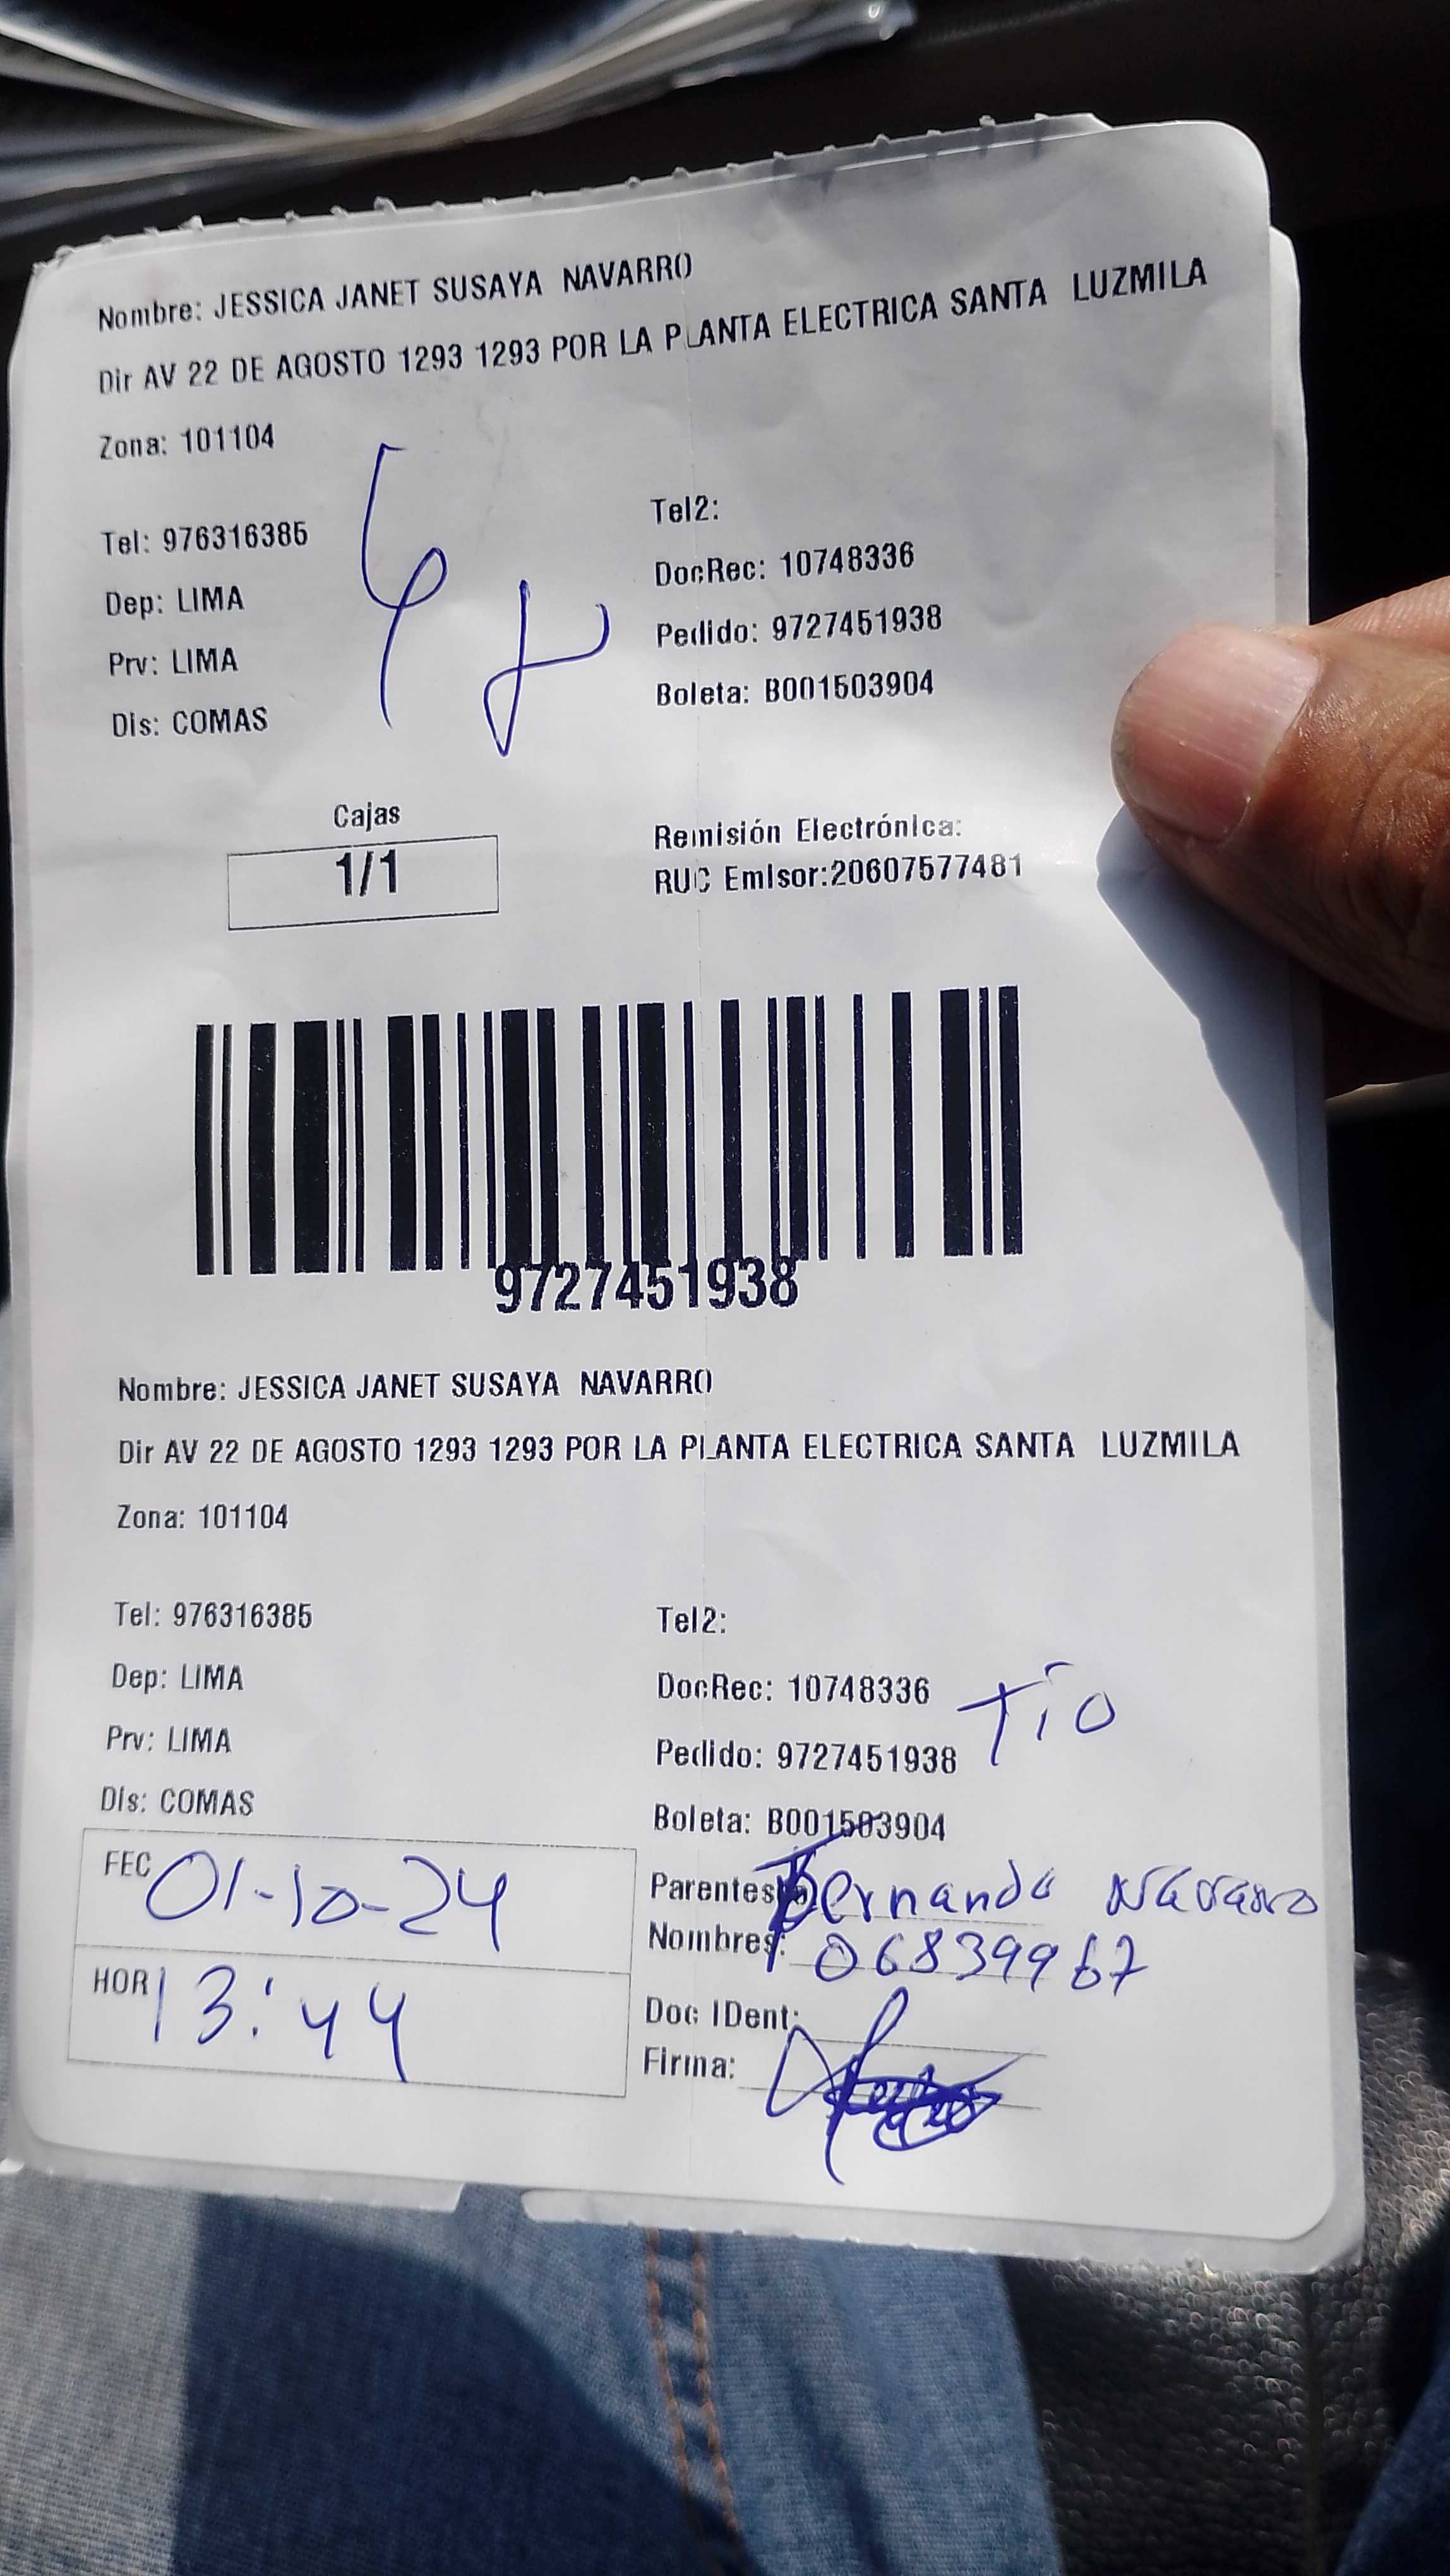 Nombre: JESSICA JANET SUSAYA NAVARRO
Dir AV 22 DE AGOSTO 1293 1293 POR LA PLANTA ELECTRICA SANTA LUZMILA
Zona: 101104
Tel: 976316385
Tel2:
Dep: LIMA
DocRec: 10748336
Prv: LIMA
Pedido: 9727451938
Dis: COMAS
Boleta: B001503904
Cajas
1/1
Remisión Electrónica:
RUC Emisor:20607577481
9727451938
Nombre: JESSICA JANET SUSAYA NAVARRO
Dir AV 22 DE AGOSTO 1293 1293 POR LA PLANTA ELECTRICA SANTA LUZMILA
Zona: 101104
Tel: 976316385
Tel2:
Dep: LIMA
DocRec: 10748336 Tío
Prv: LIMA
Pedido: 9727451938
Dis: COMAS
Boleta: B001503904
FEC 01-10-24
Parentesco: Fernando Navarro
Nombres: 06839967
HOR 13:44
Doc IDent:
Firma: